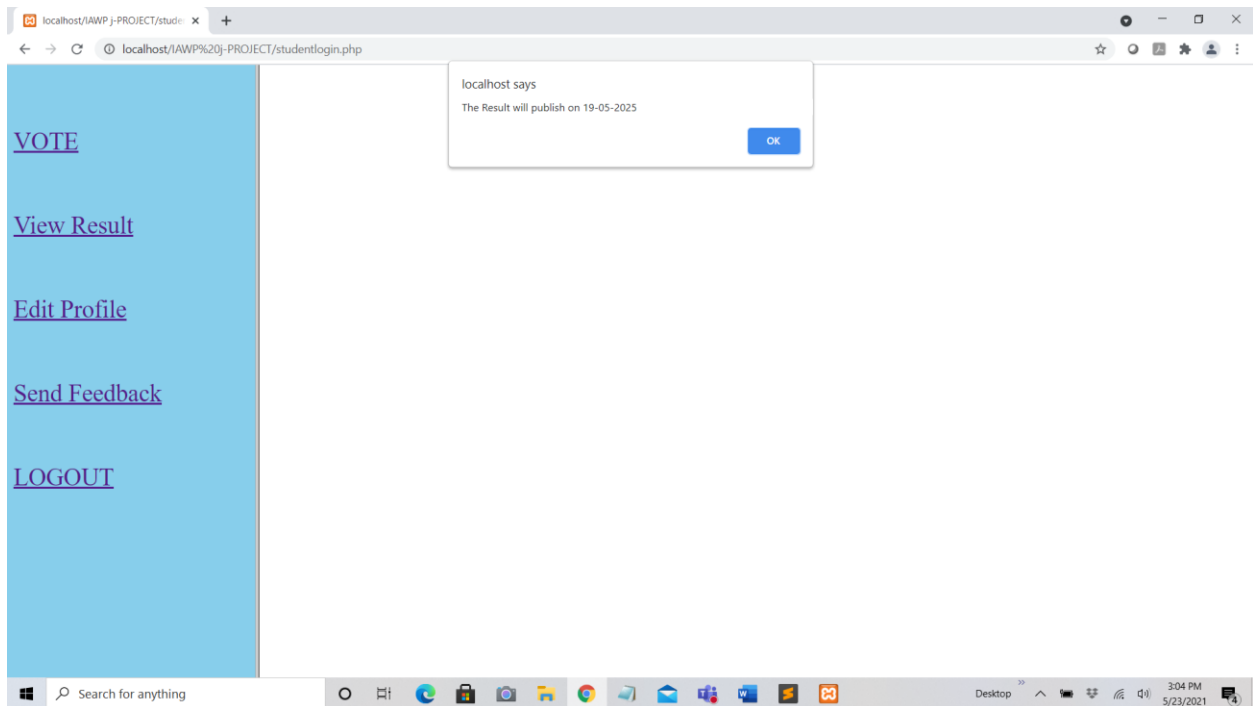 localhost/IAWP j-PROJECT/stude
localhost/IAWP%20j-PROJECT/studentlogin.php
localhost says
The Result will publish on 19-05-2025
OK
VOTE
View Result
Edit Profile
Send Feedback
LOGOUT
Search for anything
Desktop
3:04 PM
5/23/2021
4